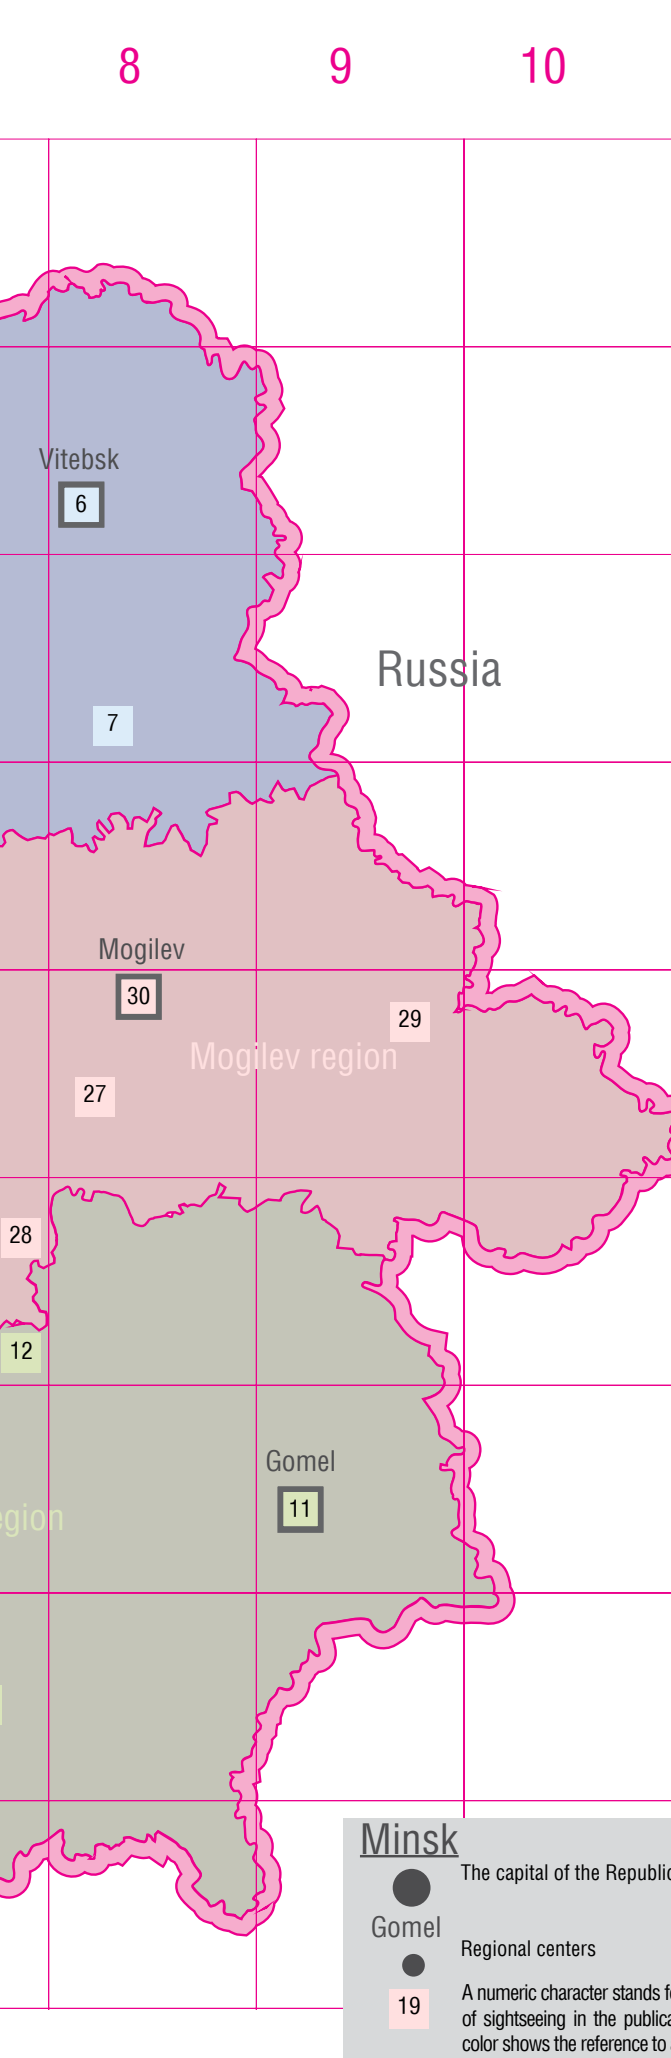 8 9 10
Vitebsk
6
Russia
7
Mogilev
30
29
Mogilev region
27
28
12
Gomel
11
egion
Minsk
The capital of the Republic
Gomel
Regional centers
19
A numeric character stands f
of sightseeing in the publica
color shows the reference to